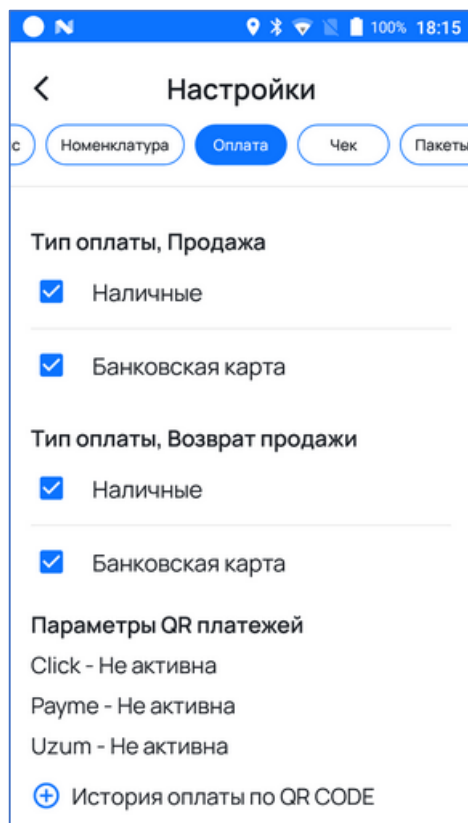 100% 18:15
Настройки
с Номенклатура Оплата Чек Пакеты
Тип оплаты, Продажа
Наличные
Банковская карта
Тип оплаты, Возврат продажи
Наличные
Банковская карта
Параметры QR платежей
Click - Не активна
Payme - Не активна
Uzum - Не активна
История оплаты по QR CODE